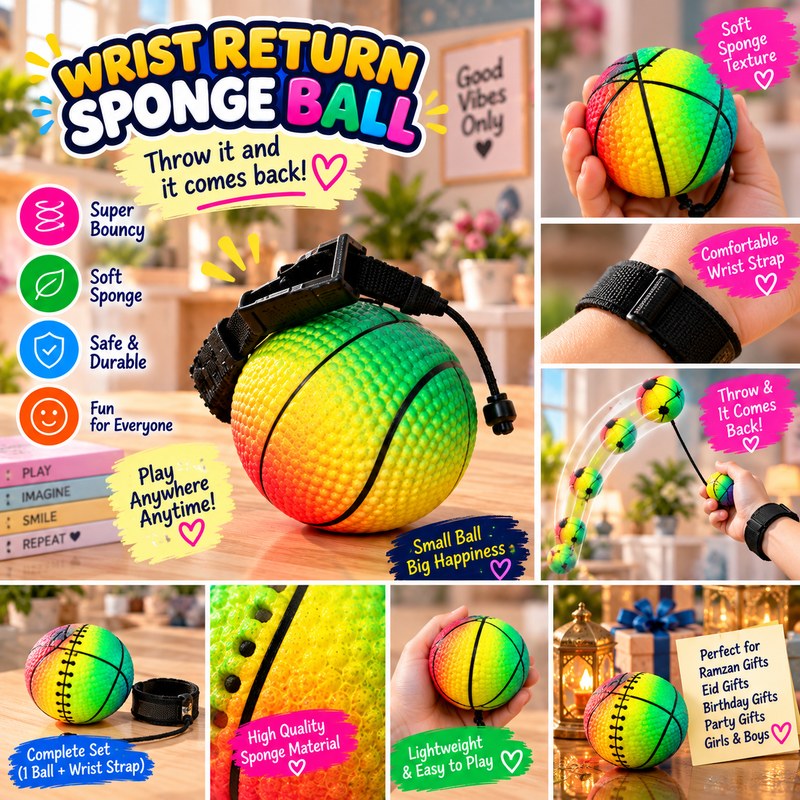 WRIST RETURN
SPONGE BALL
Throw it and
it comes back!
Good
Vibes
Only
Super
Bouncy
Soft
Sponge
Safe &
Durable
Fun
for Everyone
PLAY
IMAGINE
SMILE
REPEAT
Play
Anywhere
Anytime!
Small Ball
Big Happiness
Soft
Sponge
Texture
Comfortable
Wrist Strap
Throw &
It Comes
Back!
Complete Set
(1 Ball + Wrist Strap)
High Quality
Sponge Material
Lightweight
& Easy to Play
Perfect for
Ramzan Gifts
Eid Gifts
Birthday Gifts
Party Gifts
Girls & Boys